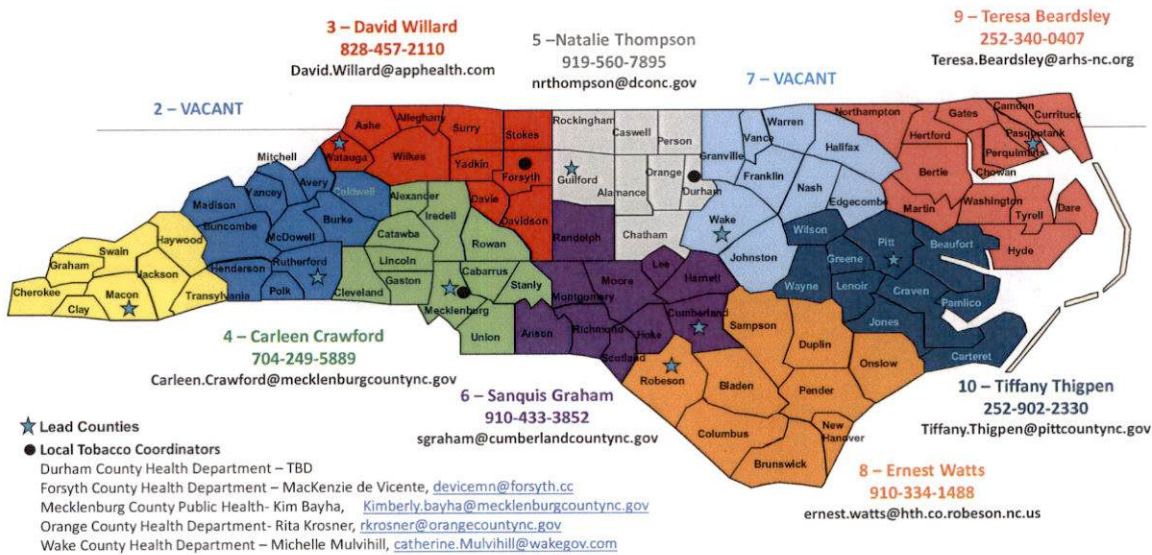 3 – David Willard
828-457-2110
David.Willard@apphealth.com
5 –Natalie Thompson
919-560-7895
nrthompson@dconc.gov
9 – Teresa Beardsley
252-340-0407
Teresa.Beardsley@arhs-nc.org
2 – VACANT
7 – VACANT
Ashe
Alleghany
Surry
Stokes
Rockingham
Caswell
Person
Granville
Vance
Warren
Halifax
Northampton
Hertford
Gates
Camden
Currituck
Pasquotank
Perquimans
Chowan
Mitchell
Watauga
Wilkes
Yadkin
Forsyth
Guilford
Alamance
Orange
Durham
Franklin
Nash
Edgecombe
Bertie
Martin
Washington
Tyrell
Dare
Hyde
Madison
Yancey
Avery
Caldwell
Alexander
Iredell
Davie
Davidson
Randolph
Chatham
Wake
Johnston
Wilson
Pitt
Beaufort
Buncombe
McDowell
Burke
Catawba
Rowan
Swain
Haywood
Graham
Jackson
Cherokee
Macon
Clay
Transylvania
Henderson
Rutherford
Polk
Cleveland
Lincoln
Gaston
Cabarrus
Stanly
Mecklenburg
Union
Montgomery
Moore
Lee
Harnett
Anson
Richmond
Hoke
Cumberland
Scotland
Wayne
Greene
Lenoir
Craven
Pamlico
Jones
Carteret
Sampson
Duplin
Onslow
Robeson
Bladen
Pender
Columbus
New
Hanover
Brunswick
4 – Carleen Crawford
704-249-5889
Carleen.Crawford@mecklenburgcountync.gov
6 – Sanquis Graham
910-433-3852
sgraham@cumberlandcountync.gov
10 – Tiffany Thigpen
252-902-2330
Tiffany.Thigpen@pittcountync.gov
8 – Ernest Watts
910-334-1488
ernest.watts@hth.co.robeson.nc.us
Lead Counties
Local Tobacco Coordinators
Durham County Health Department – TBD
Forsyth County Health Department – MacKenzie de Vicente, devicemn@forsyth.cc
Mecklenburg County Public Health- Kim Bayha, Kimberly.bayha@mecklenburgcountync.gov
Orange County Health Department- Rita Krosner, rkrosner@orangecountync.gov
Wake County Health Department – Michelle Mulvihill, catherine.Mulvihill@wakegov.com